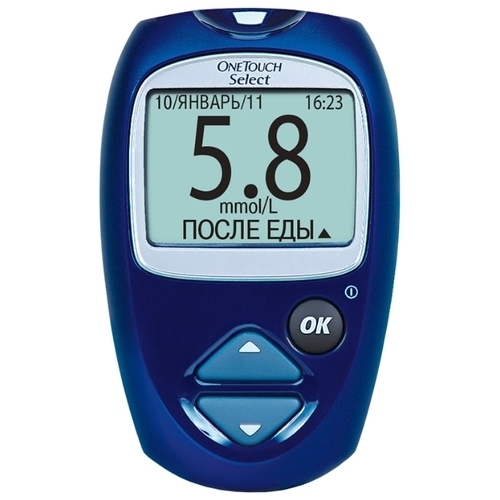 ONETOUCH
Select
10/ЯНВАРЬ/11 16:23
5.8
mmol/L
ПОСЛЕ ЕДЫ▲
OK